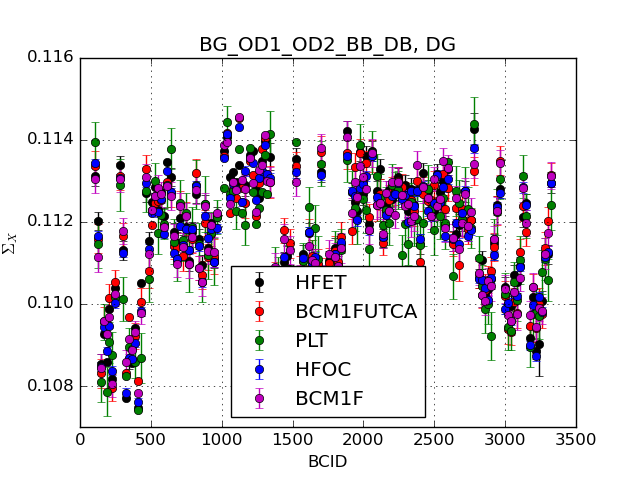 BG_OD1_OD2_BB_DB, DG
0.116
0.114
0.112
0.110
0.108
Σ_X
HFET
BCM1FUTCA
PLT
HFOC
BCM1F
0 500 1000 1500 2000 2500 3000 3500
BCID